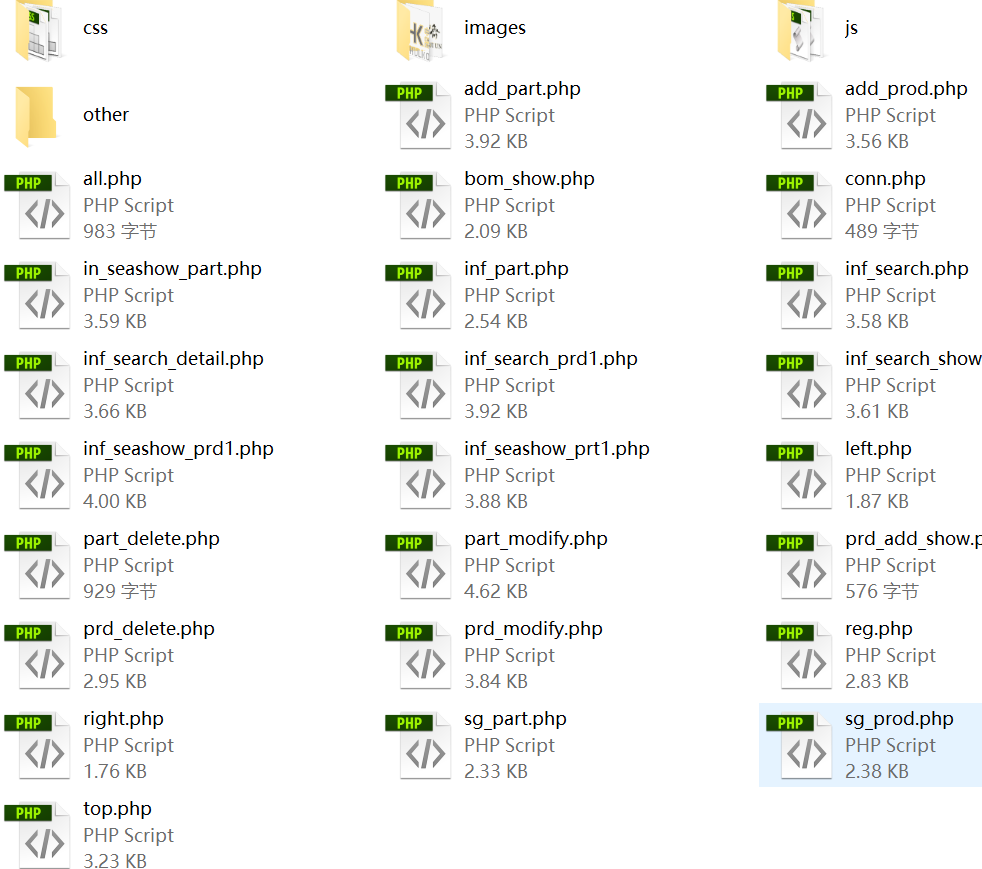 css
images
js
other
PHP
add_part.php
PHP Script
3.92 KB
PHP
add_prod.php
PHP Script
3.56 KB
PHP
all.php
PHP Script
983 字节
PHP
bom_show.php
PHP Script
2.09 KB
PHP
conn.php
PHP Script
489 字节
PHP
in_seashow_part.php
PHP Script
3.59 KB
PHP
inf_part.php
PHP Script
2.54 KB
PHP
inf_search.php
PHP Script
3.58 KB
PHP
inf_search_detail.php
PHP Script
3.66 KB
PHP
inf_search_prd1.php
PHP Script
3.92 KB
PHP
inf_search_show
PHP Script
3.61 KB
PHP
inf_seashow_prd1.php
PHP Script
4.00 KB
PHP
inf_seashow_prt1.php
PHP Script
3.88 KB
PHP
left.php
PHP Script
1.87 KB
PHP
part_delete.php
PHP Script
929 字节
PHP
part_modify.php
PHP Script
4.62 KB
PHP
prd_add_show.p
PHP Script
576 字节
PHP
prd_delete.php
PHP Script
2.95 KB
PHP
prd_modify.php
PHP Script
3.84 KB
PHP
reg.php
PHP Script
2.83 KB
PHP
right.php
PHP Script
1.76 KB
PHP
sg_part.php
PHP Script
2.33 KB
PHP
sg_prod.php
PHP Script
2.38 KB
PHP
top.php
PHP Script
3.23 KB